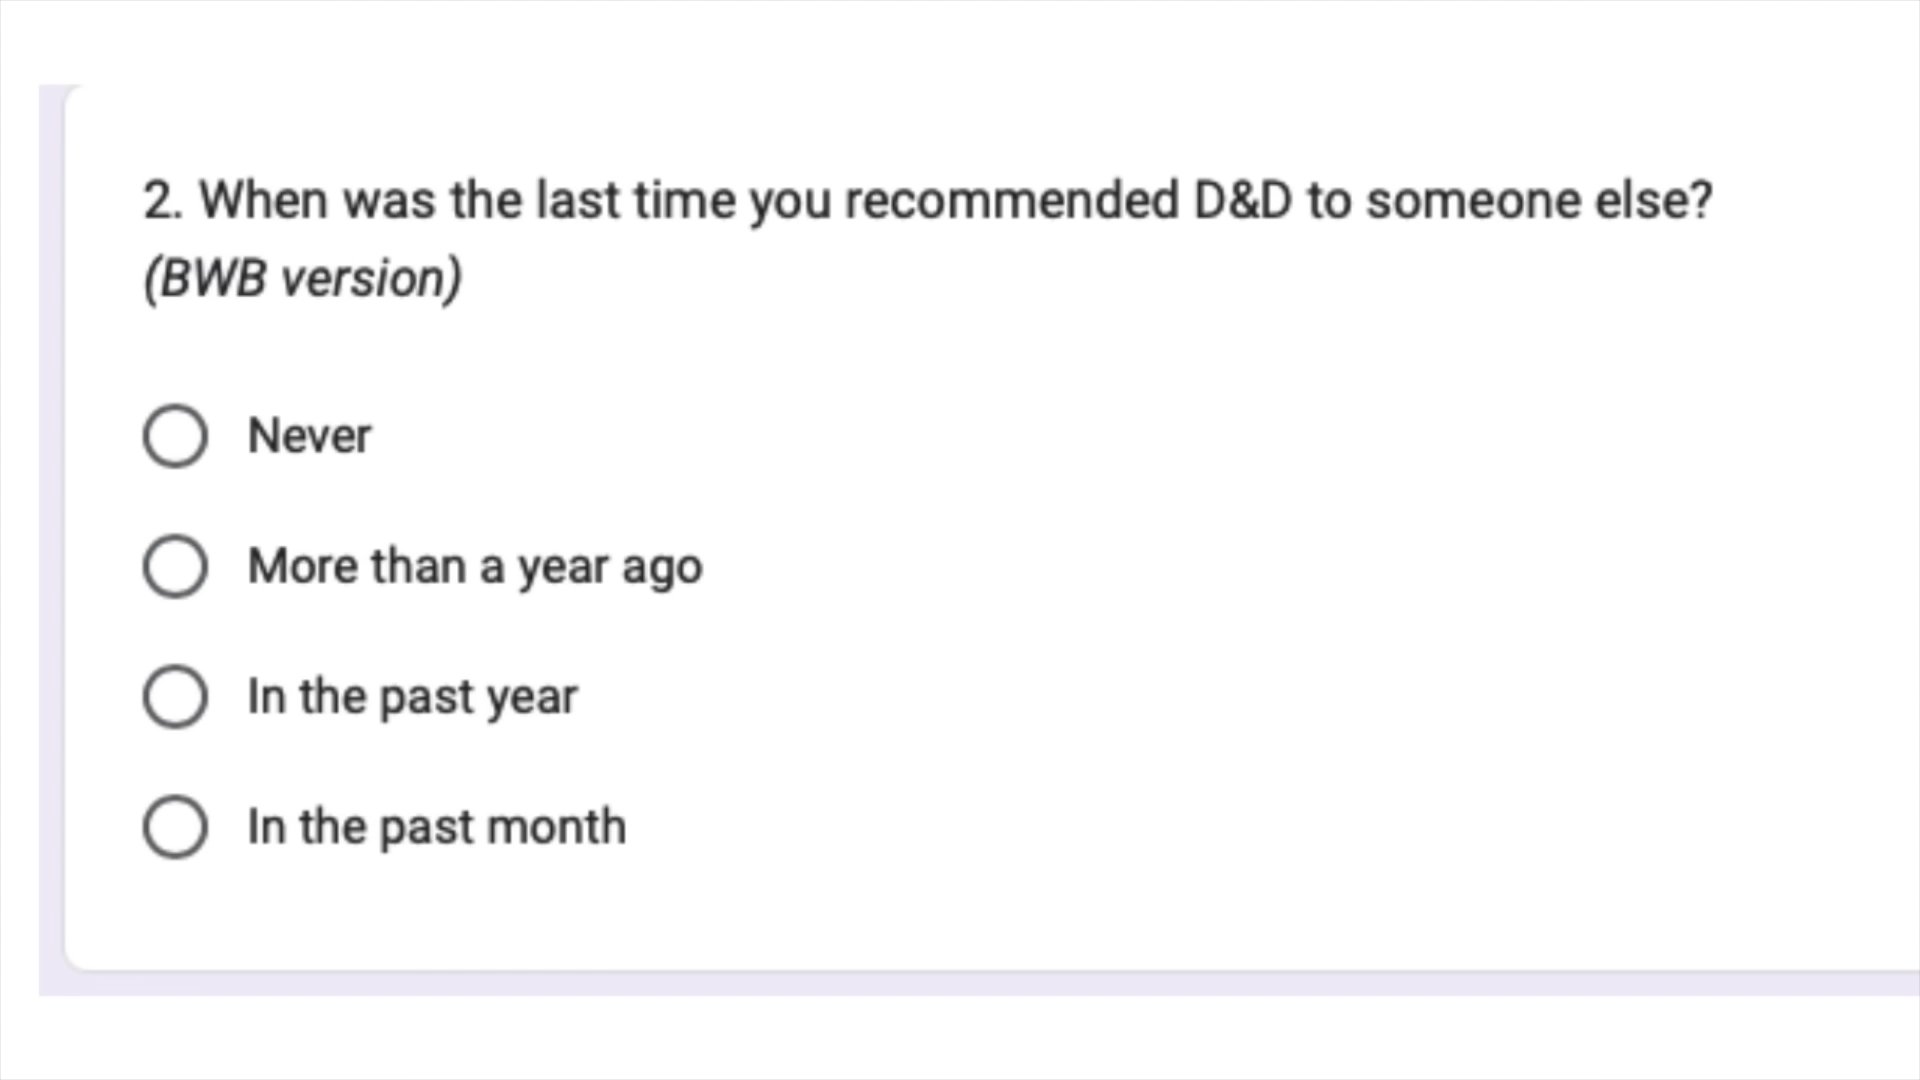 2. When was the last time you recommended D&D to someone else?
(BWB version)
Never
More than a year ago
In the past year
In the past month